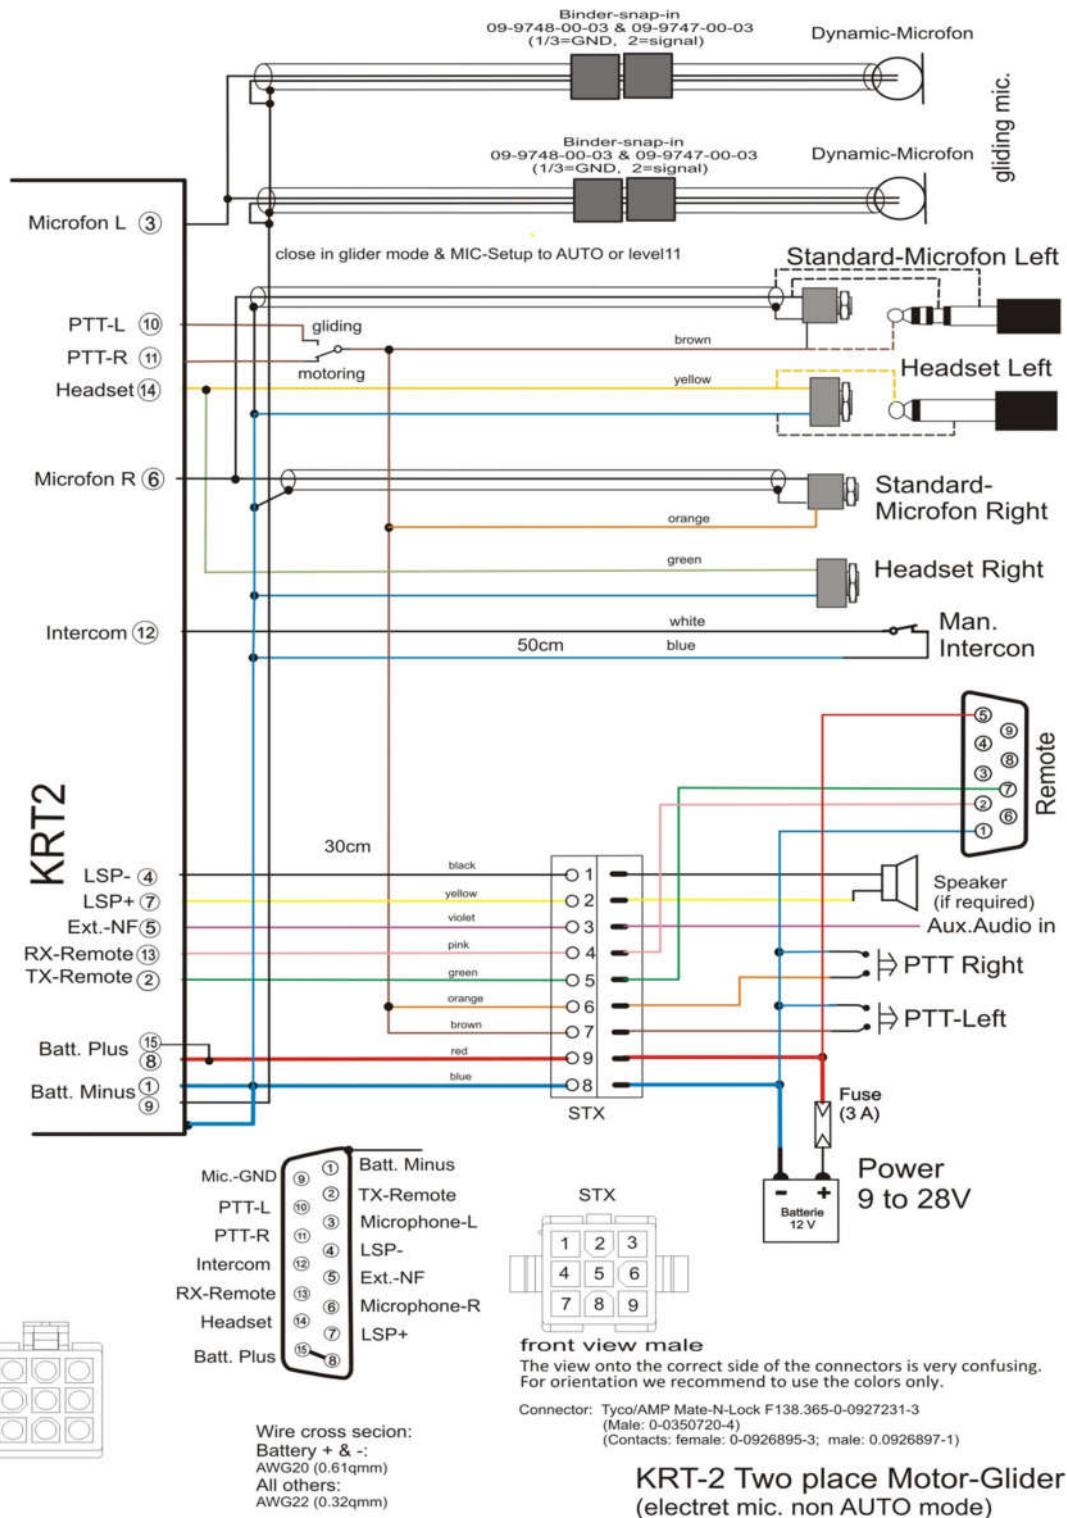 Binder-snap-in
09-9748-00-03 & 09-9747-00-03
(1/3=GND, 2=signal)
Dynamic-Microfon
gliding mic.
Binder-snap-in
09-9748-00-03 & 09-9747-00-03
(1/3=GND, 2=signal)
Dynamic-Microfon
Microfon L 3
close in glider mode & MIC-Setup to AUTO or level11
Standard-Microfon Left
PTT-L 10
gliding
brown
PTT-R 11
motoring
Headset 14
yellow
Headset Left
Microfon R 6
Standard-
Microfon Right
orange
green
Headset Right
Intercom 12
white
50cm
blue
Man.
Intercon
5
9
4
8
3
7
2
6
1
Remote
KRT2
30cm
LSP- 4
black
1
Speaker
(if required)
LSP+ 7
yellow
2
Ext.-NF 5
violet
3
Aux.Audio in
RX-Remote 13
pink
4
PTT Right
TX-Remote 2
green
5
orange
6
PTT-Left
brown
7
Batt. Plus 15
8
red
9
Batt. Minus 1
9
blue
8
STX
Fuse
(3 A)
Power
9 to 28V
- +
Batterie
12 V
Mic.-GND 9
1 Batt. Minus
PTT-L 10
2 TX-Remote
PTT-R 11
3 Microphone-L
Intercom 12
4 LSP-
RX-Remote 13
5 Ext.-NF
Headset 14
6 Microphone-R
Batt. Plus 15
7 LSP+
8
STX
1 2 3
4 5 6
7 8 9
front view male
The view onto the correct side of the connectors is very confusing.
For orientation we recommend to use the colors only.
Connector: Tyco/AMP Mate-N-Lock F138.365-0-0927231-3
(Male: 0-0350720-4)
(Contacts: female: 0-0926895-3; male: 0.0926897-1)
Wire cross secion:
Battery + & -:
AWG20 (0.61qmm)
All others:
AWG22 (0.32qmm)
KRT-2 Two place Motor-Glider
(electret mic. non AUTO mode)